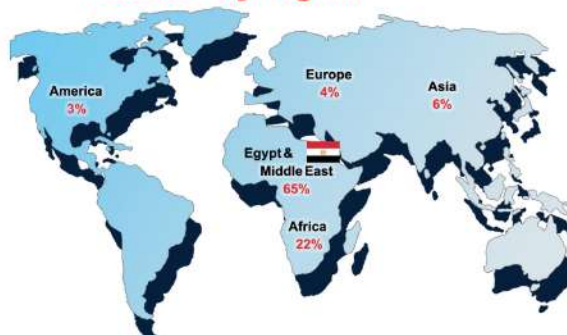 America
3%
Europe
4%
Asia
6%
Egypt &
Middle East
65%
Africa
22%